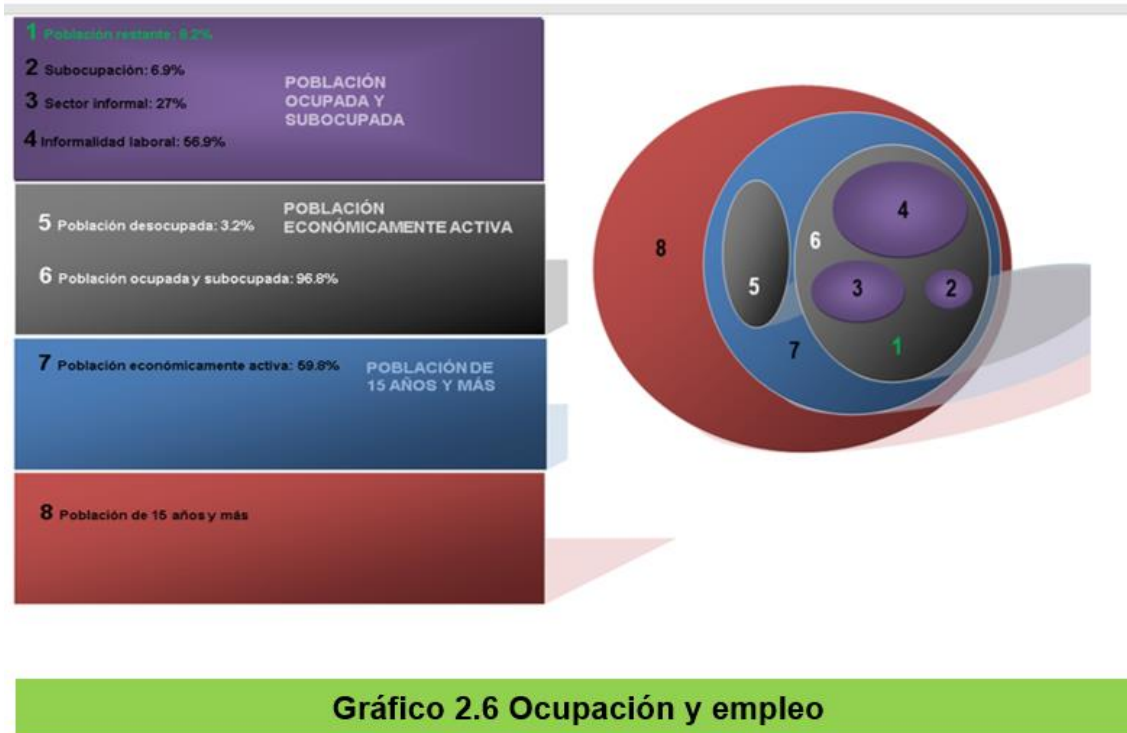 1 Población restante: 9.2%
2 Subocupación: 6.9%
3 Sector informal: 27%
4 Informalidad laboral: 56.9%
POBLACIÓN
OCUPADA Y
SUBOCUPADA
5 Población desocupada: 3.2%
6 Población ocupada y subocupada: 96.8%
POBLACIÓN
ECONÓMICAMENTE ACTIVA
7 Población económicamente activa: 59.8%
POBLACIÓN DE
15 AÑOS Y MÁS
8 Población de 15 años y más
8
7
5
6
4
3
2
1
Gráfico 2.6 Ocupación y empleo